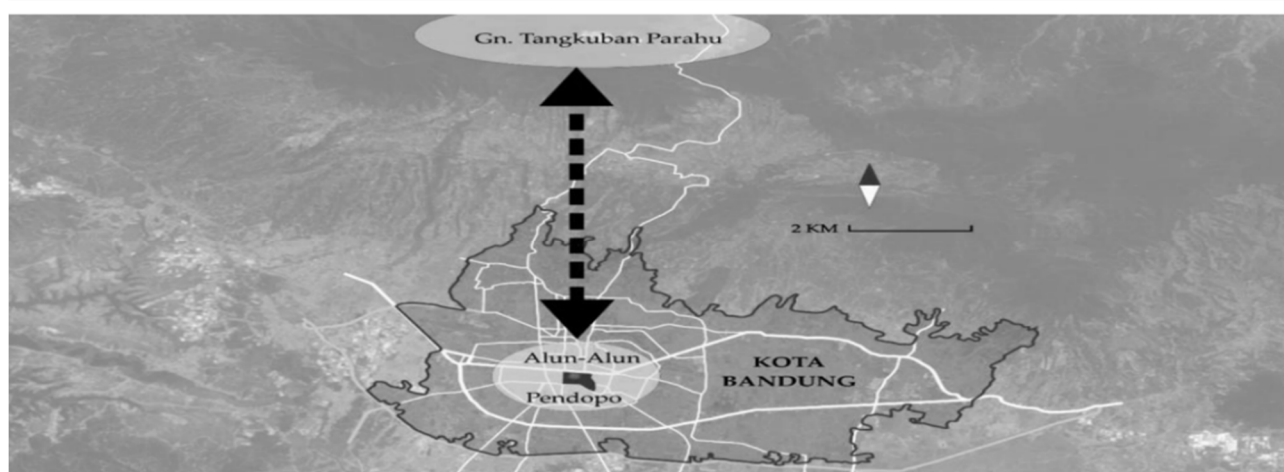 Gn. Tangkuban Parahu
2 KM
Alun-Alun
KOTA
BANDUNG
Pendopo